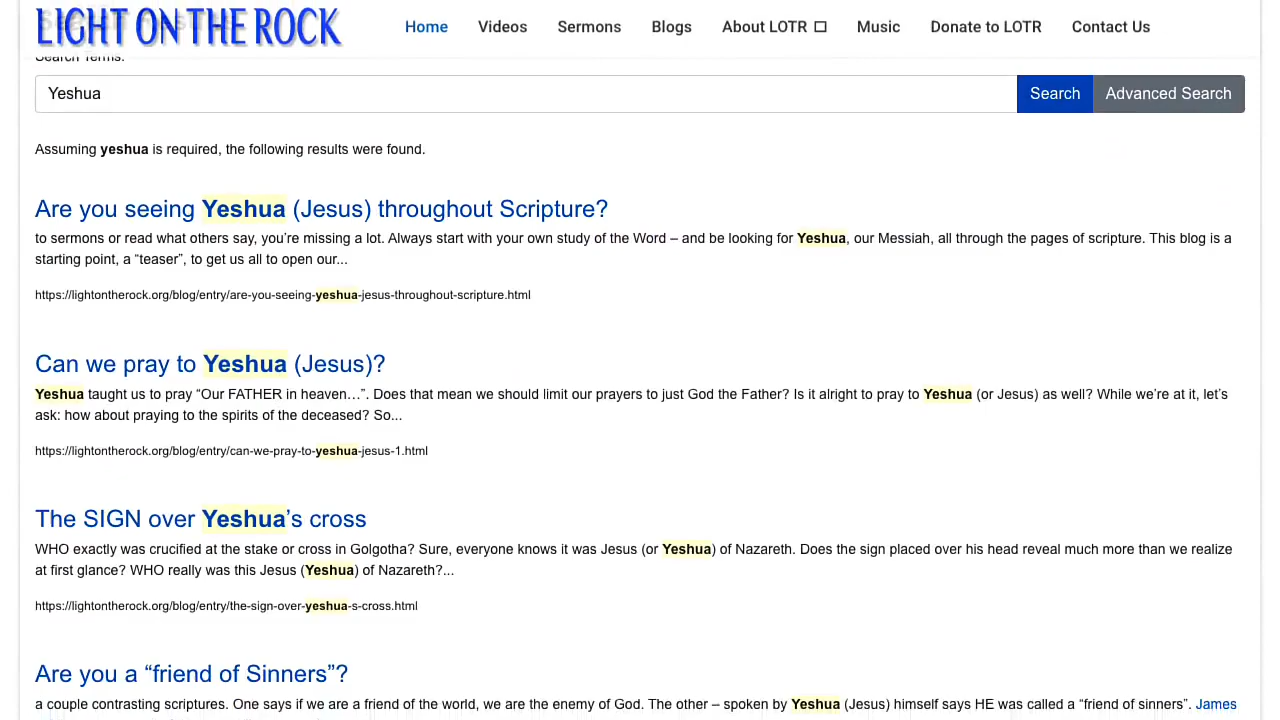 LIGHT ON THE ROCK
Home Videos Sermons Blogs About LOTR Music Donate to LOTR Contact Us
Search Terms:
Yeshua Search Advanced Search
Assuming yeshua is required, the following results were found.
Are you seeing Yeshua (Jesus) throughout Scripture?
to sermons or read what others say, you’re missing a lot. Always start with your own study of the Word – and be looking for Yeshua, our Messiah, all through the pages of scripture. This blog is a
starting point, a “teaser”, to get us all to open our...
https://lightontherock.org/blog/entry/are-you-seeing-yeshua-jesus-throughout-scripture.html
Can we pray to Yeshua (Jesus)?
Yeshua taught us to pray “Our FATHER in heaven…”. Does that mean we should limit our prayers to just God the Father? Is it alright to pray to Yeshua (or Jesus) as well? While we’re at it, let’s
ask: how about praying to the spirits of the deceased? So...
https://lightontherock.org/blog/entry/can-we-pray-to-yeshua-jesus-1.html
The SIGN over Yeshua’s cross
WHO exactly was crucified at the stake or cross in Golgotha? Sure, everyone knows it was Jesus (or Yeshua) of Nazareth. Does the sign placed over his head reveal much more than we realize
at first glance? WHO really was this Jesus (Yeshua) of Nazareth?...
https://lightontherock.org/blog/entry/the-sign-over-yeshua-s-cross.html
Are you a “friend of Sinners”?
a couple contrasting scriptures. One says if we are a friend of the world, we are the enemy of God. The other – spoken by Yeshua (Jesus) himself says HE was called a “friend of sinners”. James